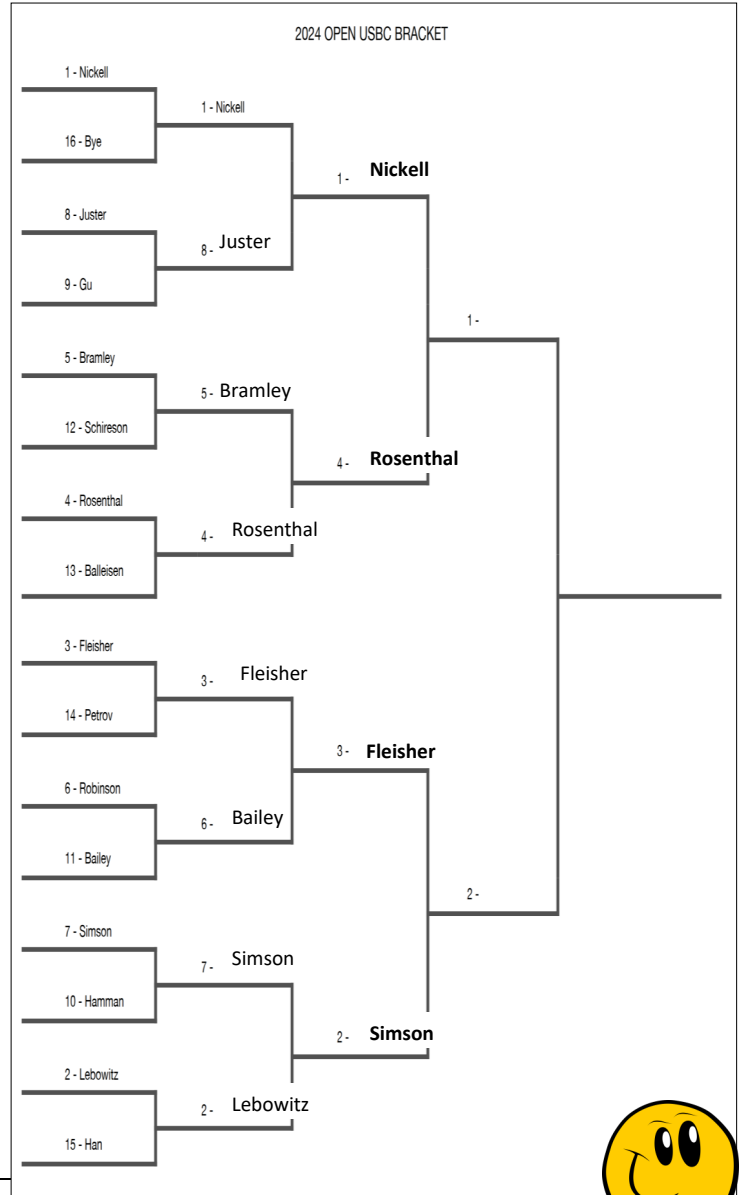 2024 OPEN USBC BRACKET
1 - Nickell
16 - Bye
8 - Juster
9 - Gu
5 - Bramley
12 - Schireson
4 - Rosenthal
13 - Balleisen
3 - Fleisher
14 - Petrov
6 - Robinson
11 - Bailey
7 - Simson
10 - Hamman
2 - Lebowitz
15 - Han
1 - Nickell
8 - Juster
5 - Bramley
4 - Rosenthal
3 - Fleisher
6 - Bailey
7 - Simson
2 - Lebowitz
1 - Nickell
4 - Rosenthal
3 - Fleisher
2 - Simson
1 -
2 -